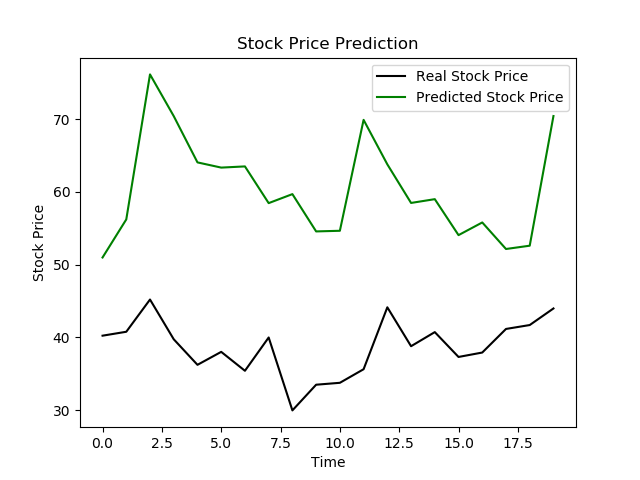 Stock Price Prediction
Real Stock Price
Predicted Stock Price
Stock Price
70
60
50
40
30
0.0 2.5 5.0 7.5 10.0 12.5 15.0 17.5
Time